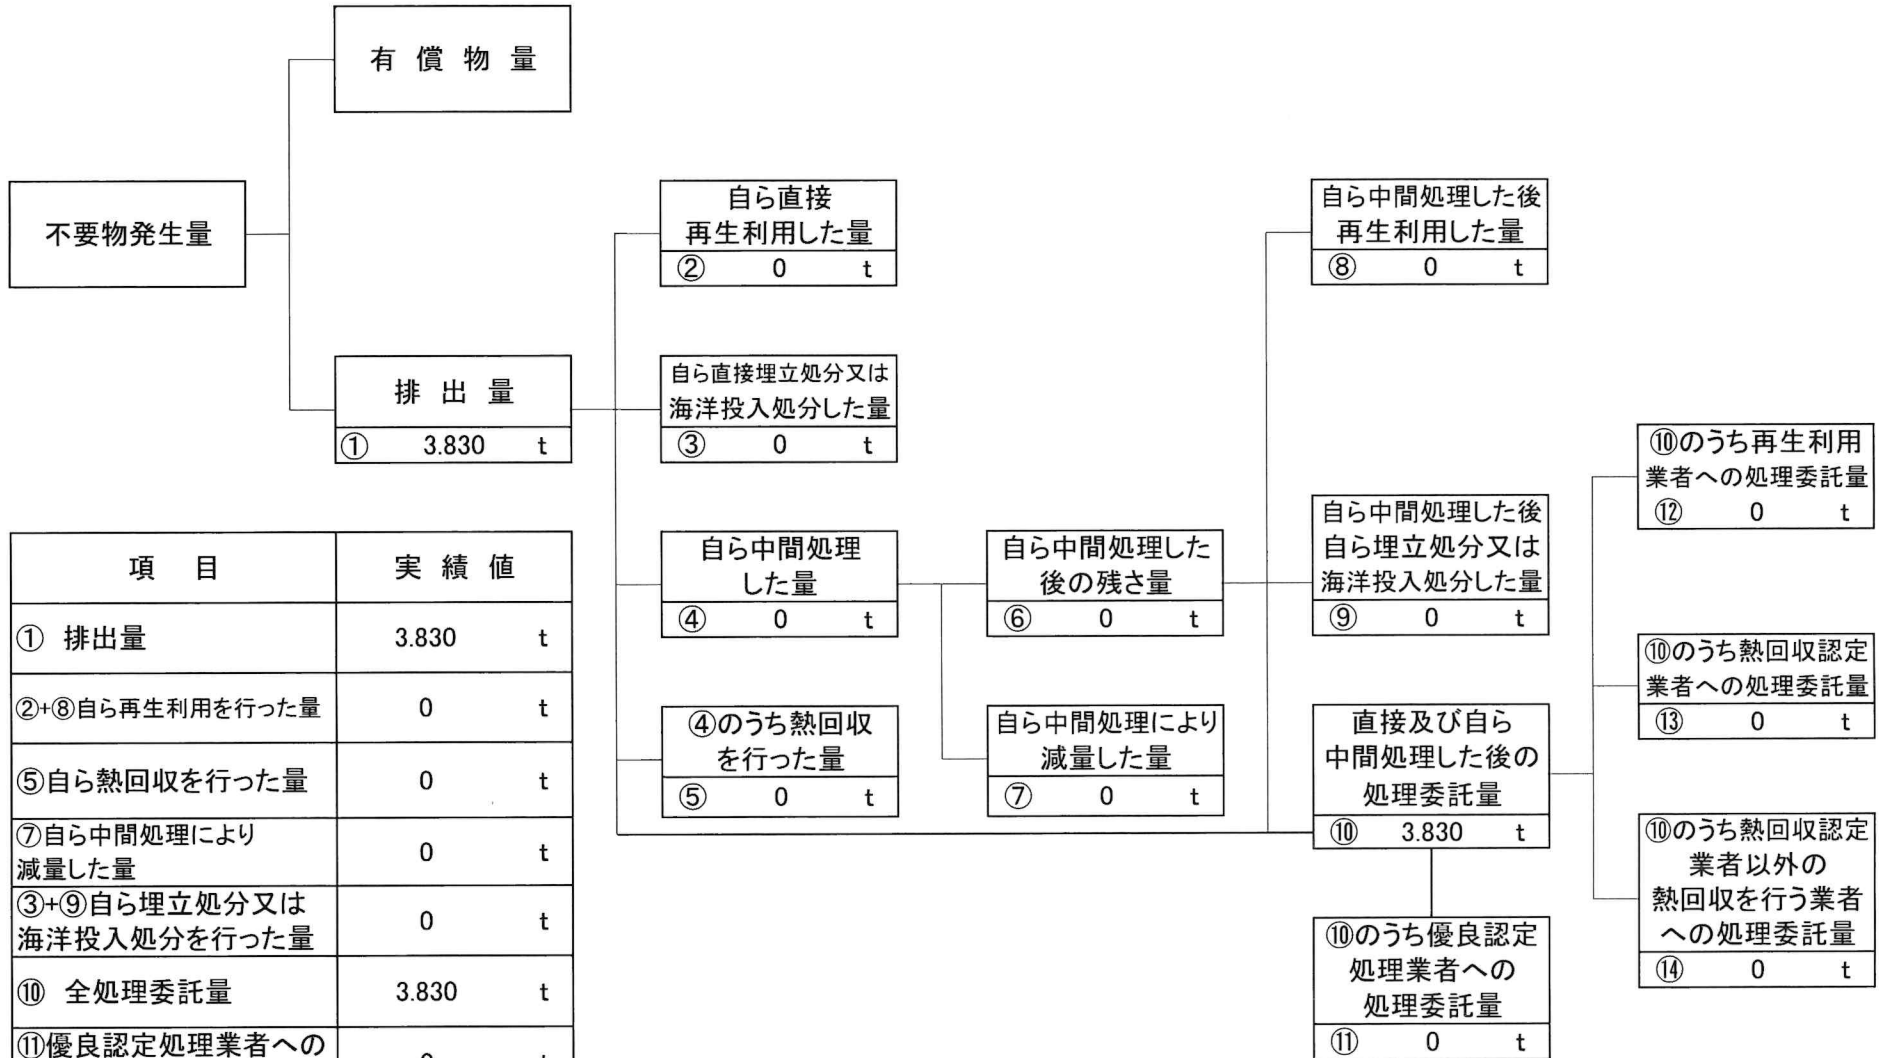 有 償 物 量
不要物発生量
排 出 量
① 3.830 t
自ら直接
再生利用した量
② 0 t
自ら直接埋立処分又は
海洋投入処分した量
③ 0 t
自ら中間処理
した量
④ 0 t
④のうち熱回収
を行った量
⑤ 0 t
自ら中間処理した
後の残さ量
⑥ 0 t
自ら中間処理により
減量した量
⑦ 0 t
自ら中間処理した後
再生利用した量
⑧ 0 t
自ら中間処理した後
自ら埋立処分又は
海洋投入処分した量
⑨ 0 t
直接及び自ら
中間処理した後の
処理委託量
⑩ 3.830 t
⑩のうち優良認定
処理業者への
処理委託量
⑪ 0 t
⑩のうち再生利用
業者への処理委託量
⑫ 0 t
⑩のうち熱回収認定
業者への処理委託量
⑬ 0 t
⑩のうち熱回収認定
業者以外の
熱回収を行う業者
への処理委託量
⑭ 0 t
項 目 実 績 値
① 排出量 3.830 t
②+⑧自ら再生利用を行った量 0 t
⑤自ら熱回収を行った量 0 t
⑦自ら中間処理により
減量した量 0 t
③+⑨自ら埋立処分又は
海洋投入処分を行った量 0 t
⑩ 全処理委託量 3.830 t
⑪優良認定処理業者への